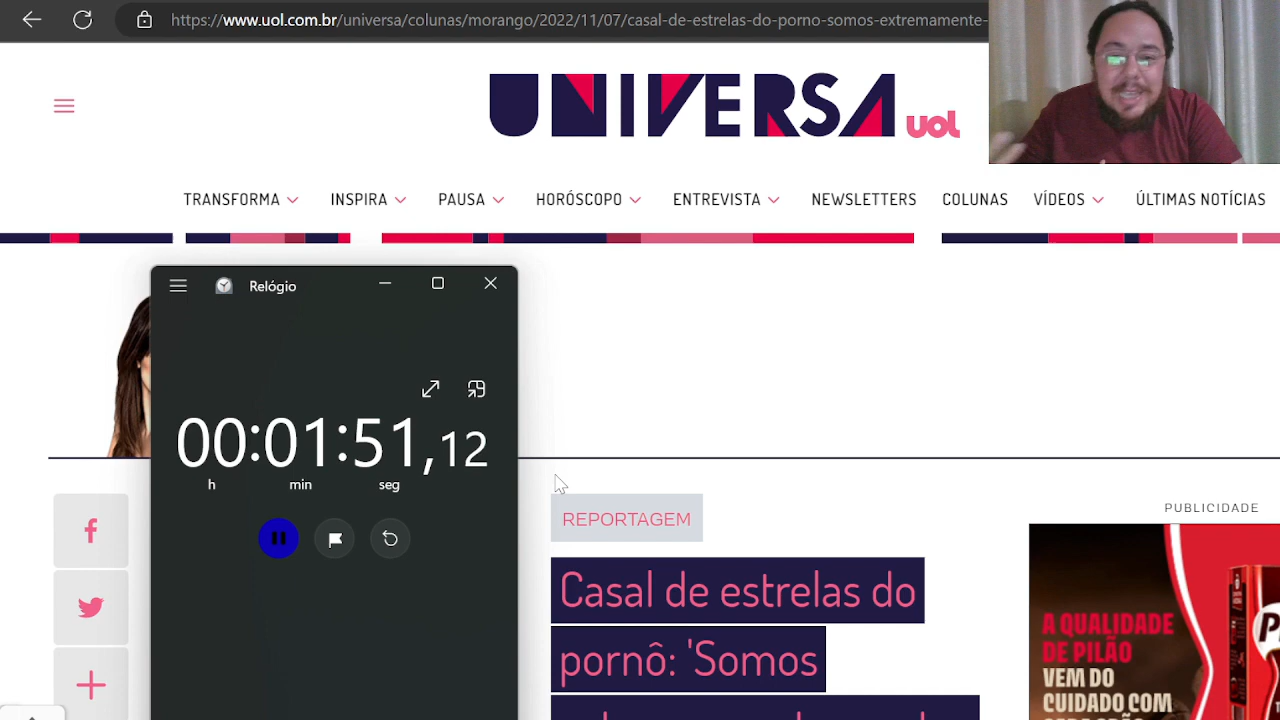 https://www.uol.com.br/universa/colunas/morango/2022/11/07/casal-de-estrelas-do-porno-somos-extremamente-
UNIVERSA uol
TRANSFORMA INSPIRA PAUSA HORÓSCOPO ENTREVISTA NEWSLETTERS COLUNAS VÍDEOS ÚLTIMAS NOTÍCIAS
Relógio
00:01:51,12
h min seg
REPORTAGEM
Casal de estrelas do
pornô: 'Somos
PUBLICIDADE
A QUALIDADE
DE PILÃO
VEM DO
CUIDADO COM